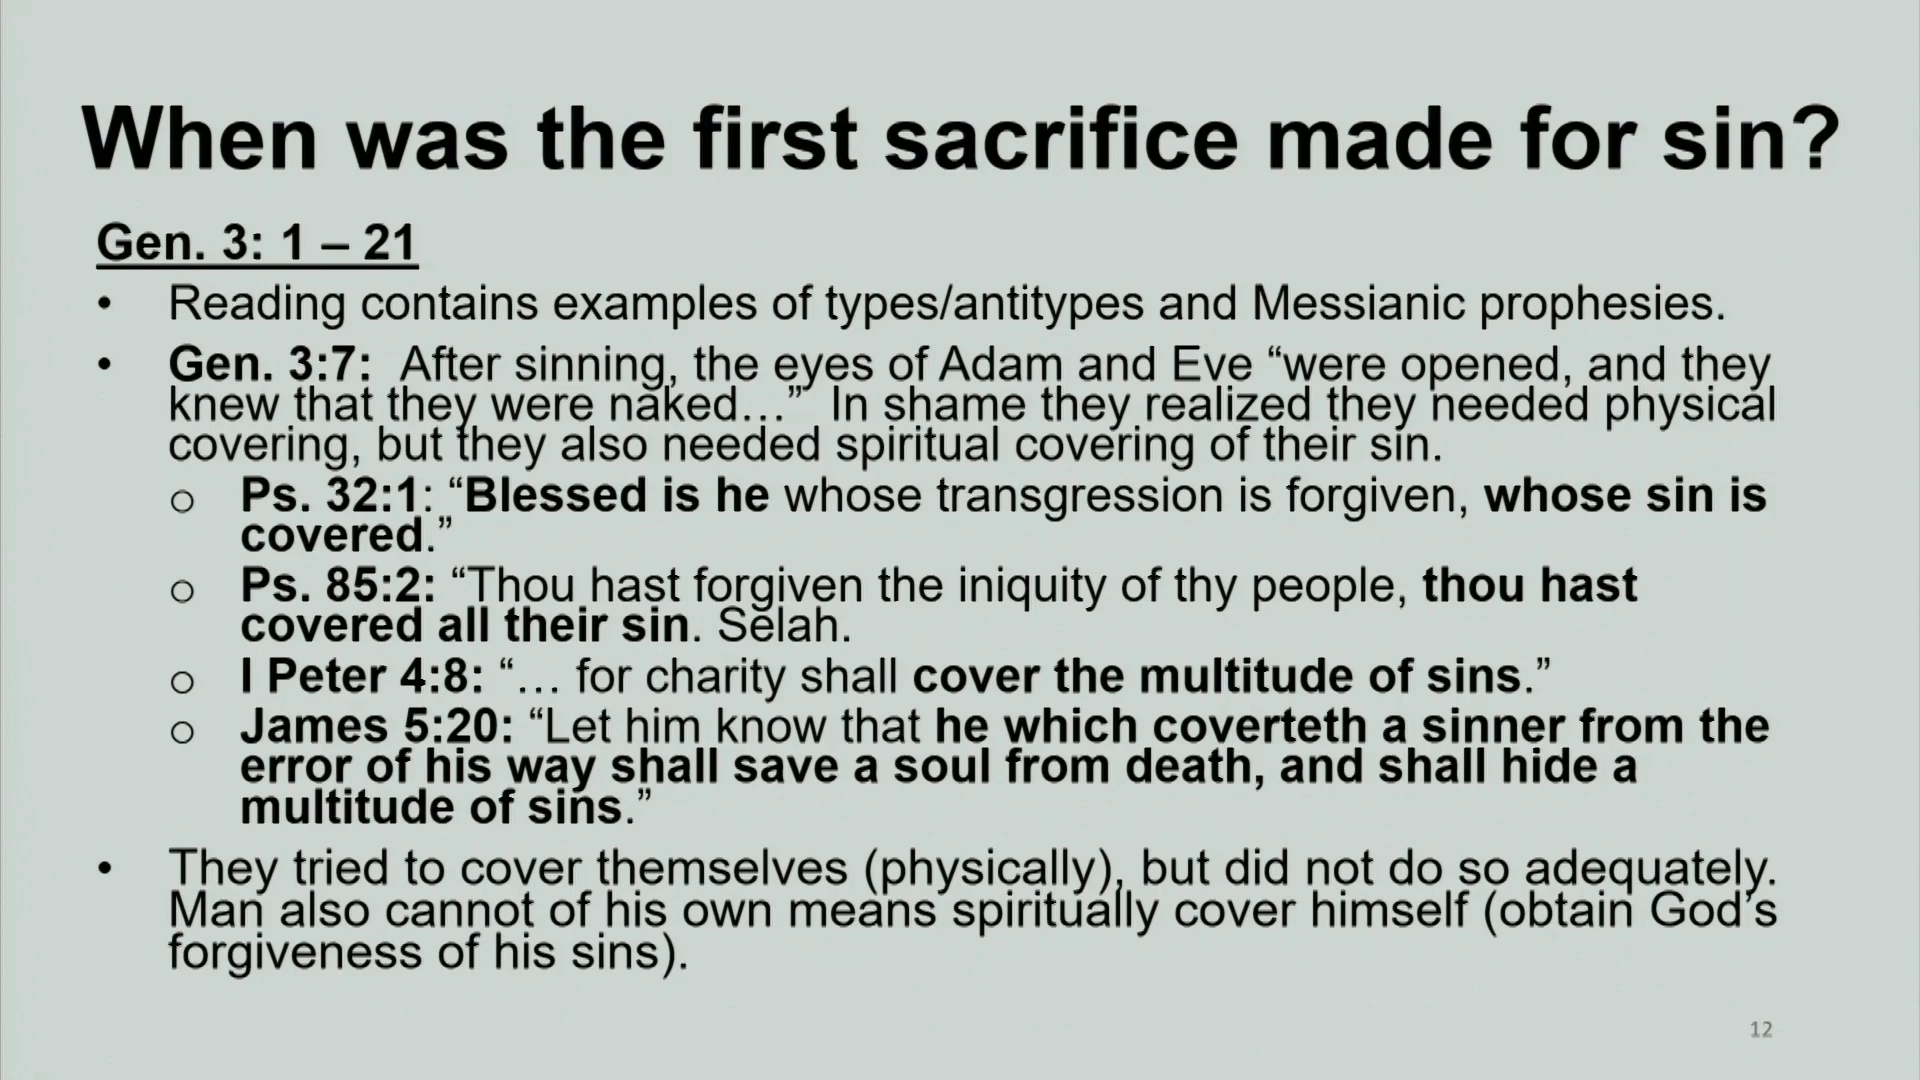 When was the first sacrifice made for sin?
Gen. 3: 1 – 21
• Reading contains examples of types/antitypes and Messianic prophesies.
• Gen. 3:7:  After sinning, the eyes of Adam and Eve “were opened, and they
knew that they were naked…”  In shame they realized they needed physical
covering, but they also needed spiritual covering of their sin.
o Ps. 32:1: “Blessed is he whose transgression is forgiven, whose sin is
covered.”
o Ps. 85:2: “Thou hast forgiven the iniquity of thy people, thou hast
covered all their sin. Selah.
o I Peter 4:8: “… for charity shall cover the multitude of sins.”
o James 5:20: “Let him know that he which coverteth a sinner from the
error of his way shall save a soul from death, and shall hide a
multitude of sins.”
• They tried to cover themselves (physically), but did not do so adequately.
Man also cannot of his own means spiritually cover himself (obtain God’s
forgiveness of his sins).
12